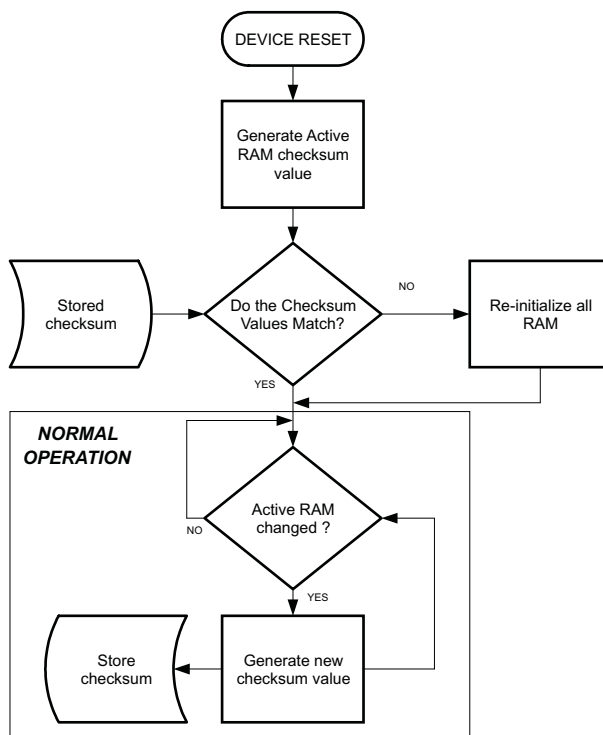 DEVICE RESET
Generate Active
RAM checksum
value
Stored
checksum
Do the Checksum
Values Match?
NO
Re-initialize all
RAM
YES
NORMAL
OPERATION
Active RAM
changed ?
NO
YES
Store
checksum
Generate new
checksum value